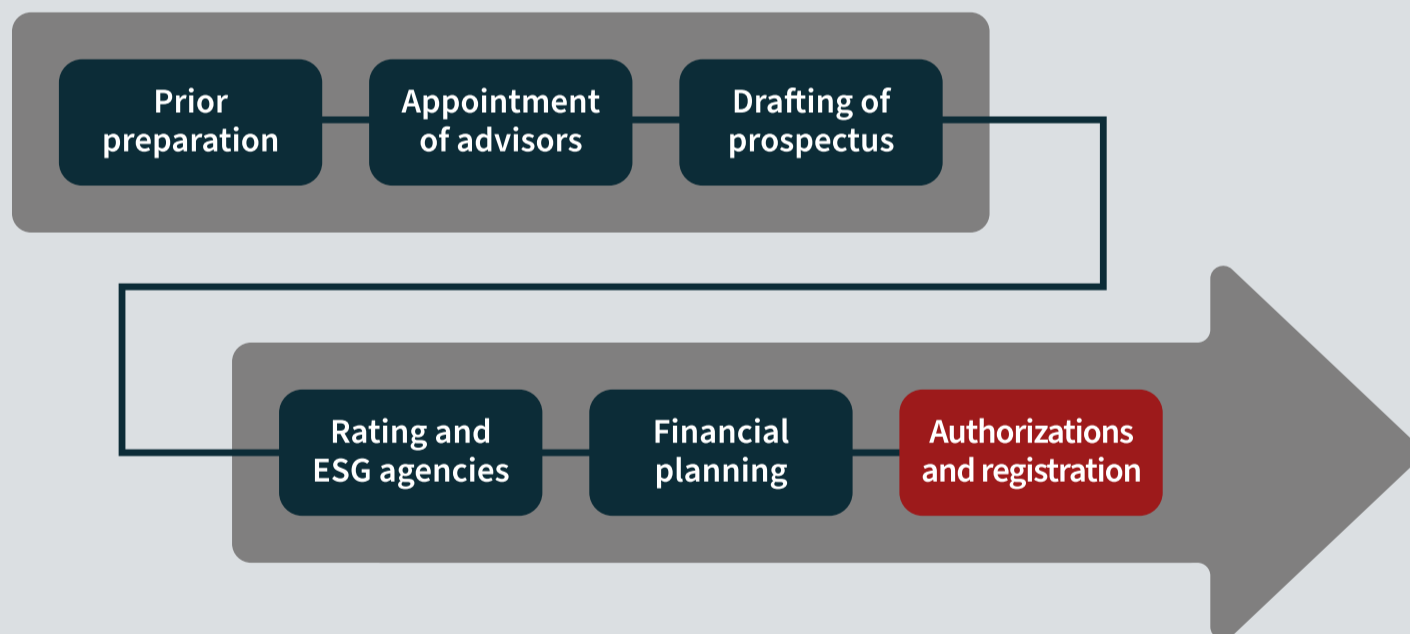 Prior
preparation
Appointment
of advisors
Drafting of
prospectus
Rating and
ESG agencies
Financial
planning
Authorizations
and registration